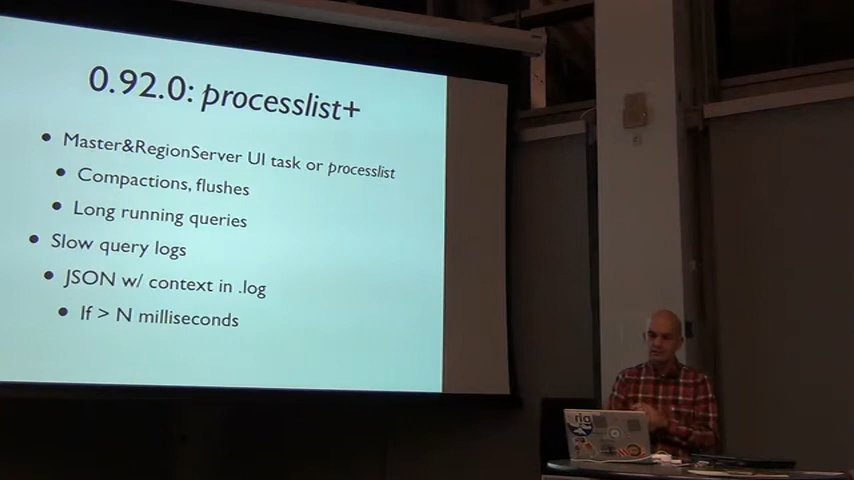 0.92.0: processlist+
• Master&RegionServer UI task or processlist
• Compactions, flushes
• Long running queries
• Slow query logs
• JSON w/ context in .log
• If > N milliseconds
ria